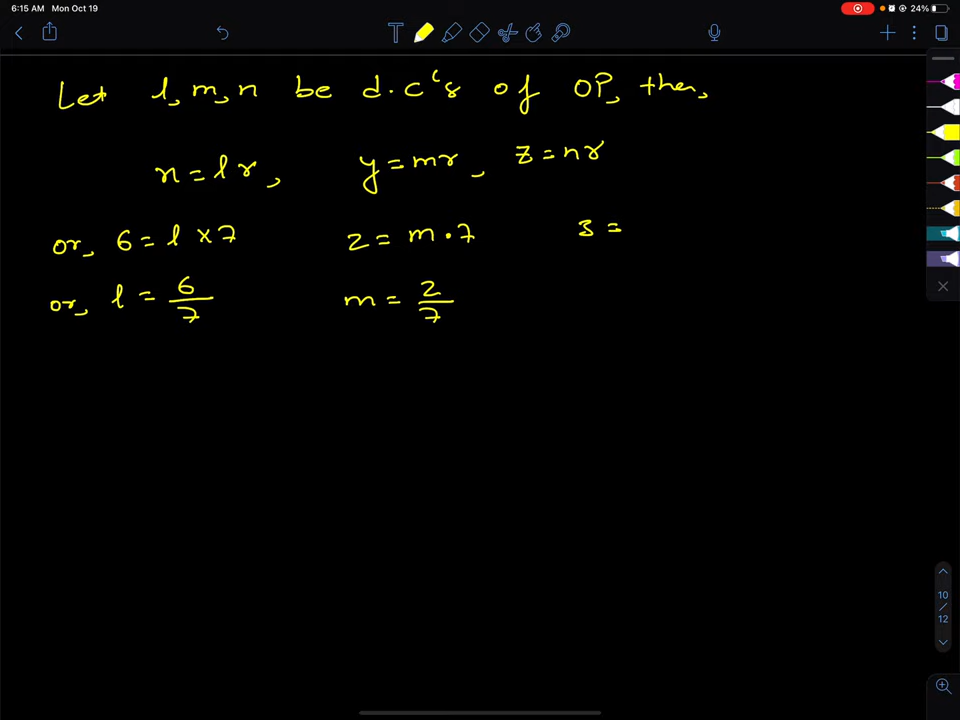 6:15 AM Mon Oct 19 24%
Let l, m, n be d.c's of OP, then,
x = lr, y = mr, z = nr
or, 6 = l × 7 2 = m · 7 3 =
or, l = 6/7 m = 2/7
10
/
12